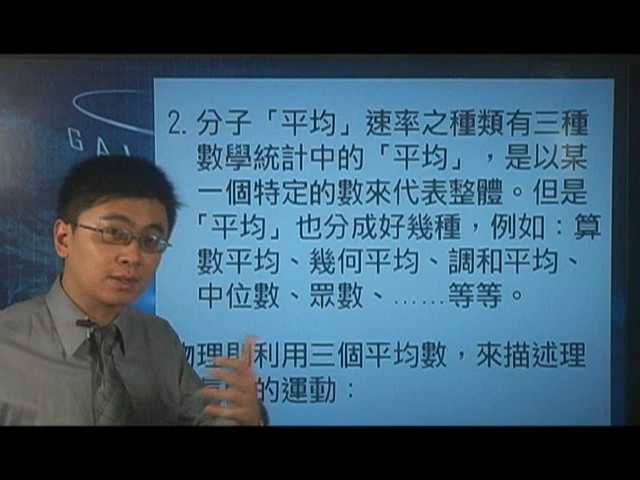 GAL
2. 分子「平均」速率之種類有三種
數學統計中的「平均」，是以某
一個特定的數來代表整體。但是
「平均」也分成好幾種，例如：算
數平均、幾何平均、調和平均、
中位數、眾數、……等等。
物理則利用三個平均數，來描述理
的運動：